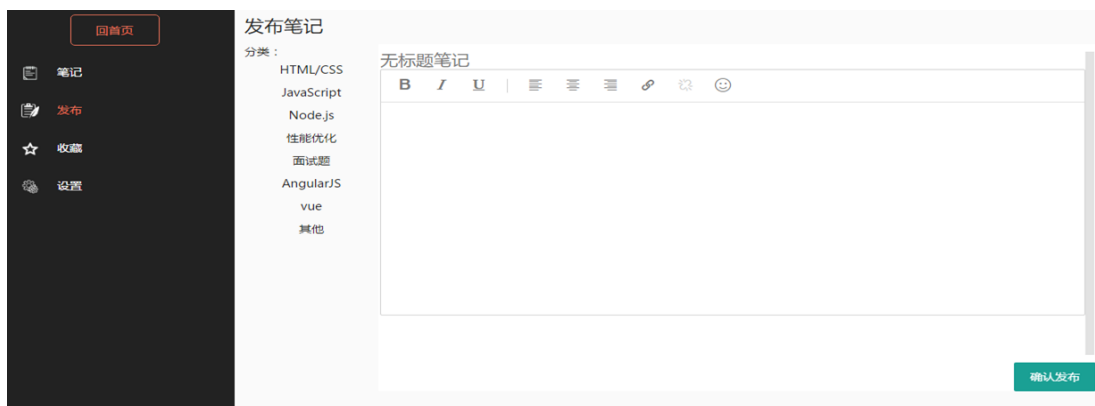 回首页
笔记
发布
收藏
设置
发布笔记
分类：
HTML/CSS
JavaScript
Node.js
性能优化
面试题
AngularJS
vue
其他
无标题笔记
B I U
确认发布